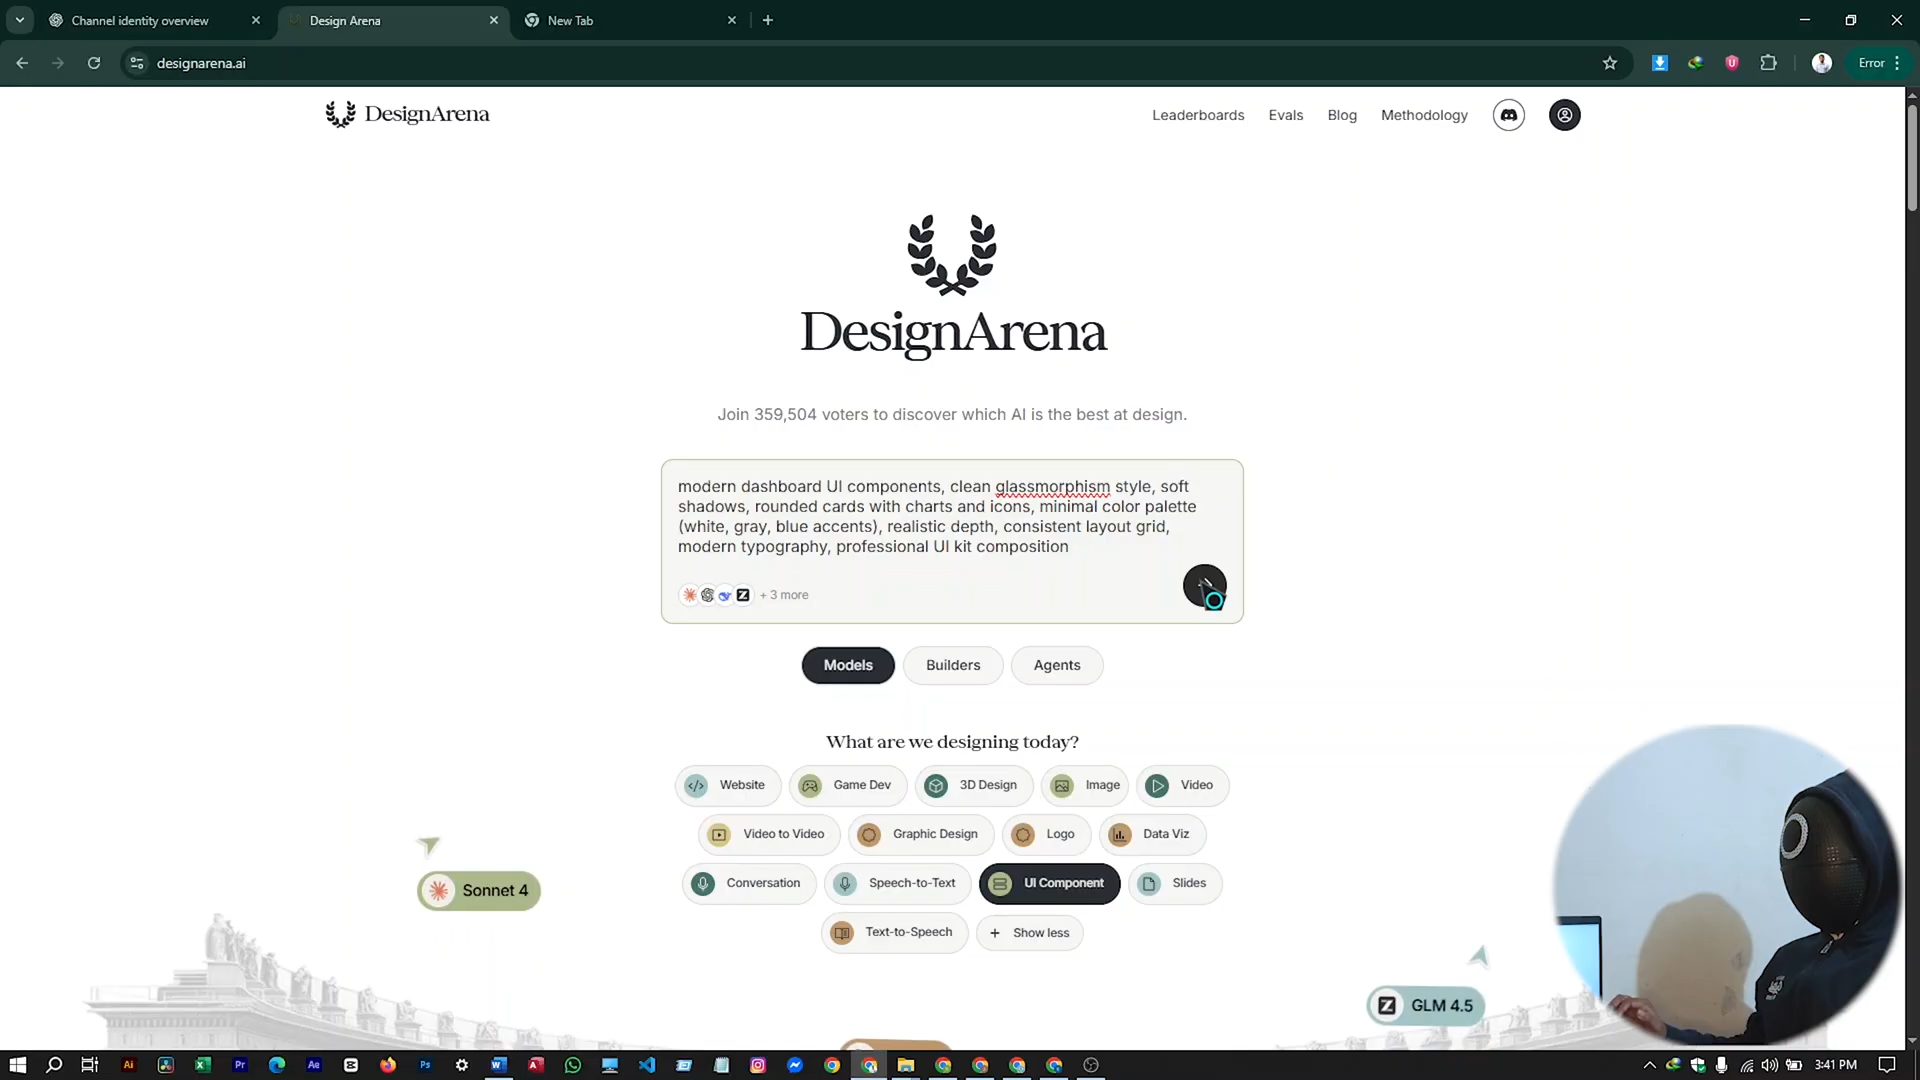 Channel identity overview
Design Arena
New Tab
designarena.ai
Error
DesignArena
Leaderboards
Evals
Blog
Methodology
DesignArena
Join 359,504 voters to discover which AI is the best at design.
modern dashboard UI components, clean glassmorphism style, soft
shadows, rounded cards with charts and icons, minimal color palette
(white, gray, blue accents), realistic depth, consistent layout grid,
modern typography, professional UI kit composition
+ 3 more
Models
Builders
Agents
What are we designing today?
Website
Game Dev
3D Design
Image
Video
Video to Video
Graphic Design
Logo
Data Viz
Conversation
Speech-to-Text
UI Component
Slides
Text-to-Speech
+ Show less
Sonnet 4
GLM 4.5
3:41 PM